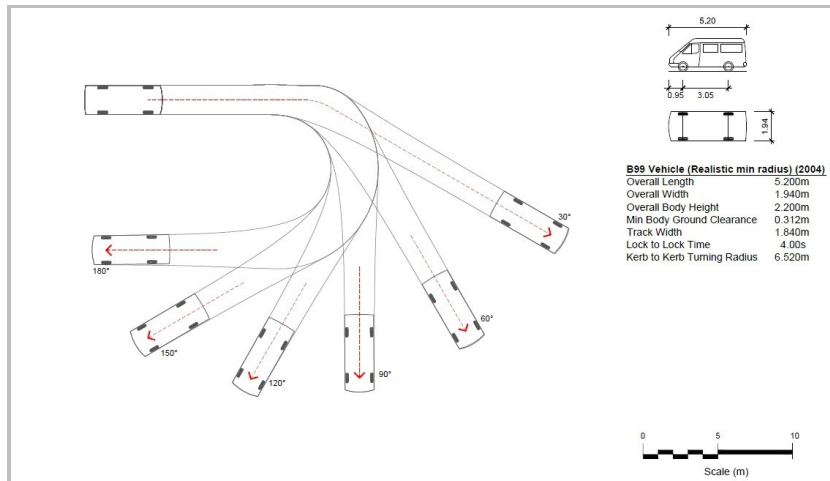 5.20
0.95 3.05
1.94
B99 Vehicle (Realistic min radius) (2004)
Overall Length 5.200m
Overall Width 1.940m
Overall Body Height 2.200m
Min Body Ground Clearance 0.312m
Track Width 1.840m
Lock to Lock Time 4.00s
Kerb to Kerb Turning Radius 6.520m
30°
60°
90°
120°
150°
180°
0 5 10
Scale (m)